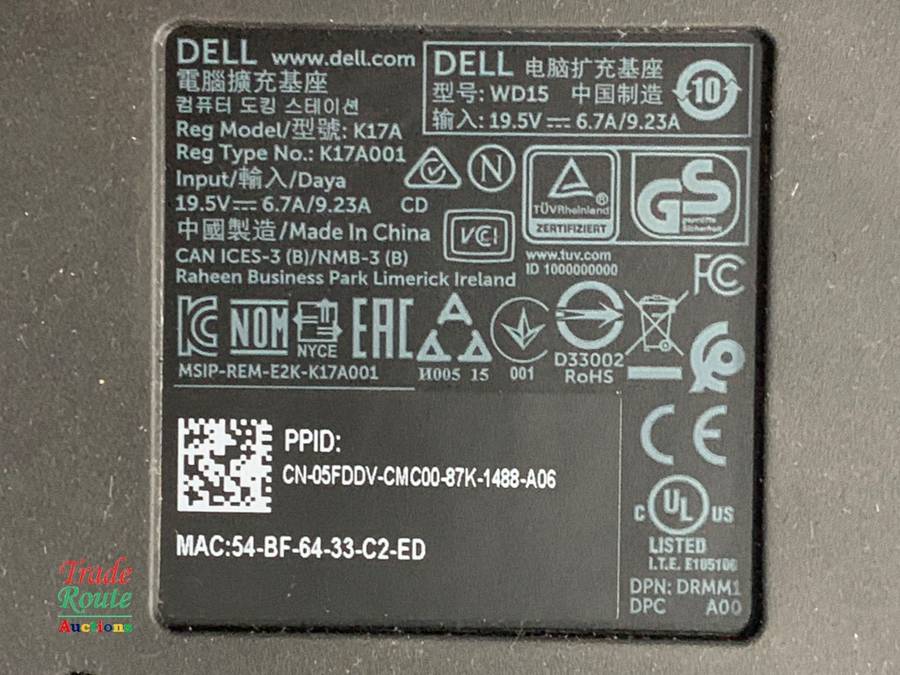 DELL www.dell.com
電腦擴充基座
컴퓨터 도킹 스테이션
Reg Model/型號: K17A
Reg Type No.: K17A001
Input/輸入/Daya
19.5V⎓ 6.7A/9.23A CD
中國製造/Made In China
CAN ICES-3 (B)/NMB-3 (B)
Raheen Business Park Limerick Ireland
DELL 电脑扩充基座
型号: WD15 中国制造
输入: 19.5V⎓ 6.7A/9.23A
10
N
VCI
TÜVRheinland
ZERTIFIZIERT
GS
geprüfte
Sicherheit
www.tuv.com
ID 1000000000
FC
NOM
NYCE
EAC
MSIP-REM-E2K-K17A001
И005 15
001
D33002
RoHS
PPID:
CN-05FDDV-CMC00-87K-1488-A06
MAC:54-BF-64-33-C2-ED
CE
C UL US
LISTED
I.T.E. E185106
DPN: DRMM1
DPC A00
Trade
Route
Auctions